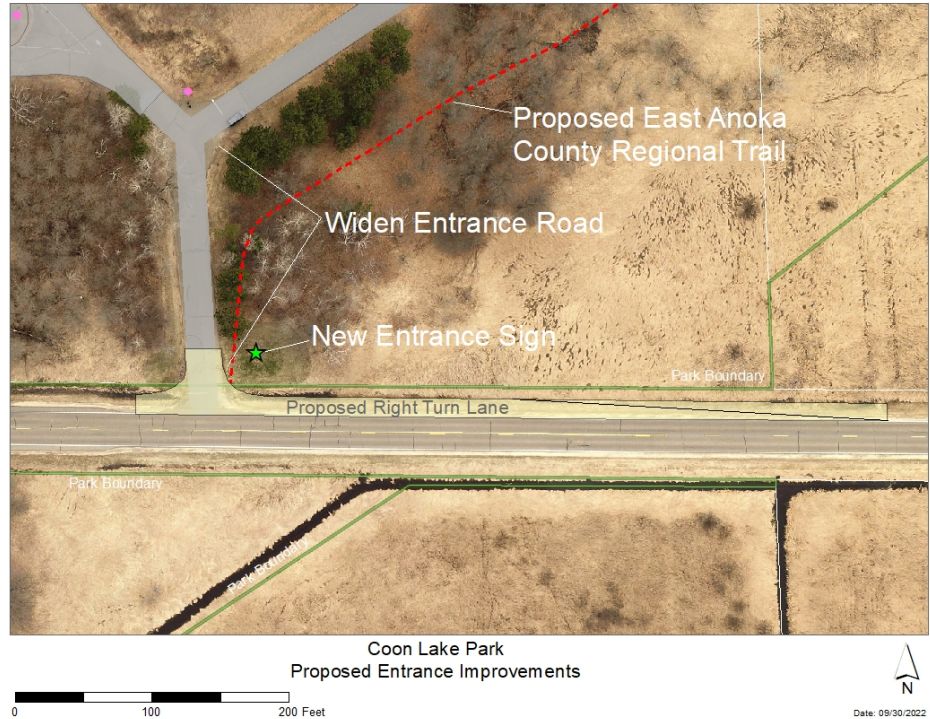 Proposed East Anoka
County Regional Trail
Widen Entrance Road
New Entrance Sign
Park Boundary
Proposed Right Turn Lane
Park Boundary
Park Boundary
Coon Lake Park
Proposed Entrance Improvements
N
0 100 200 Feet
Date: 09/30/2022